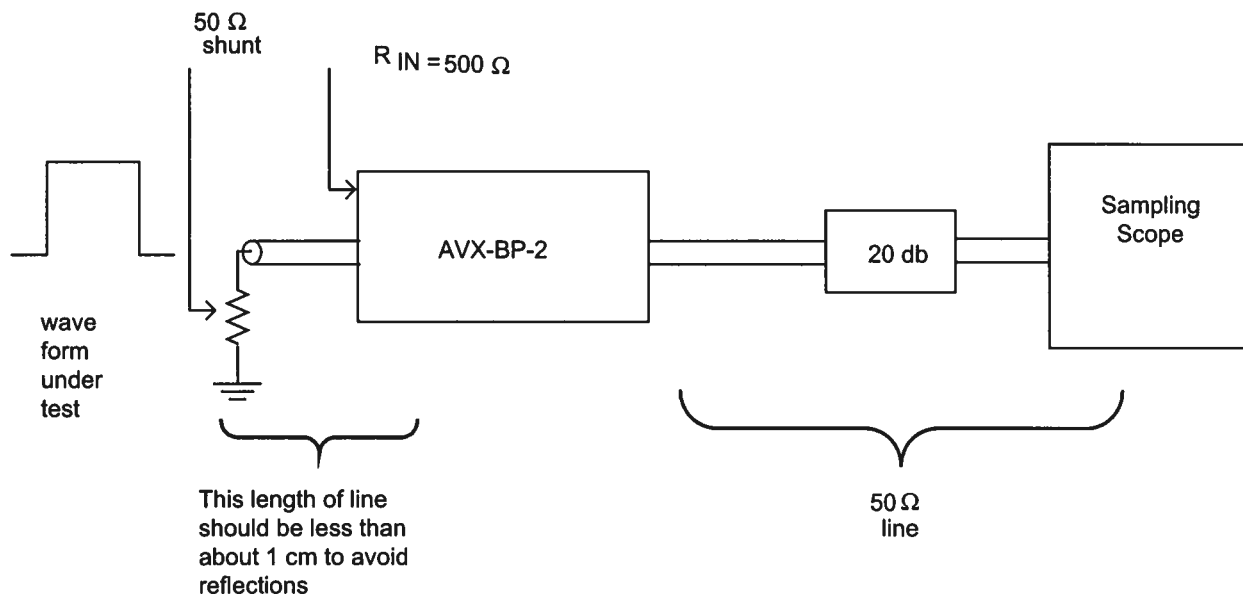 50 Ω
shunt
R IN = 500 Ω
AVX-BP-2
20 db
Sampling
Scope
wave
form
under
test
This length of line
should be less than
about 1 cm to avoid
reflections
50 Ω
line